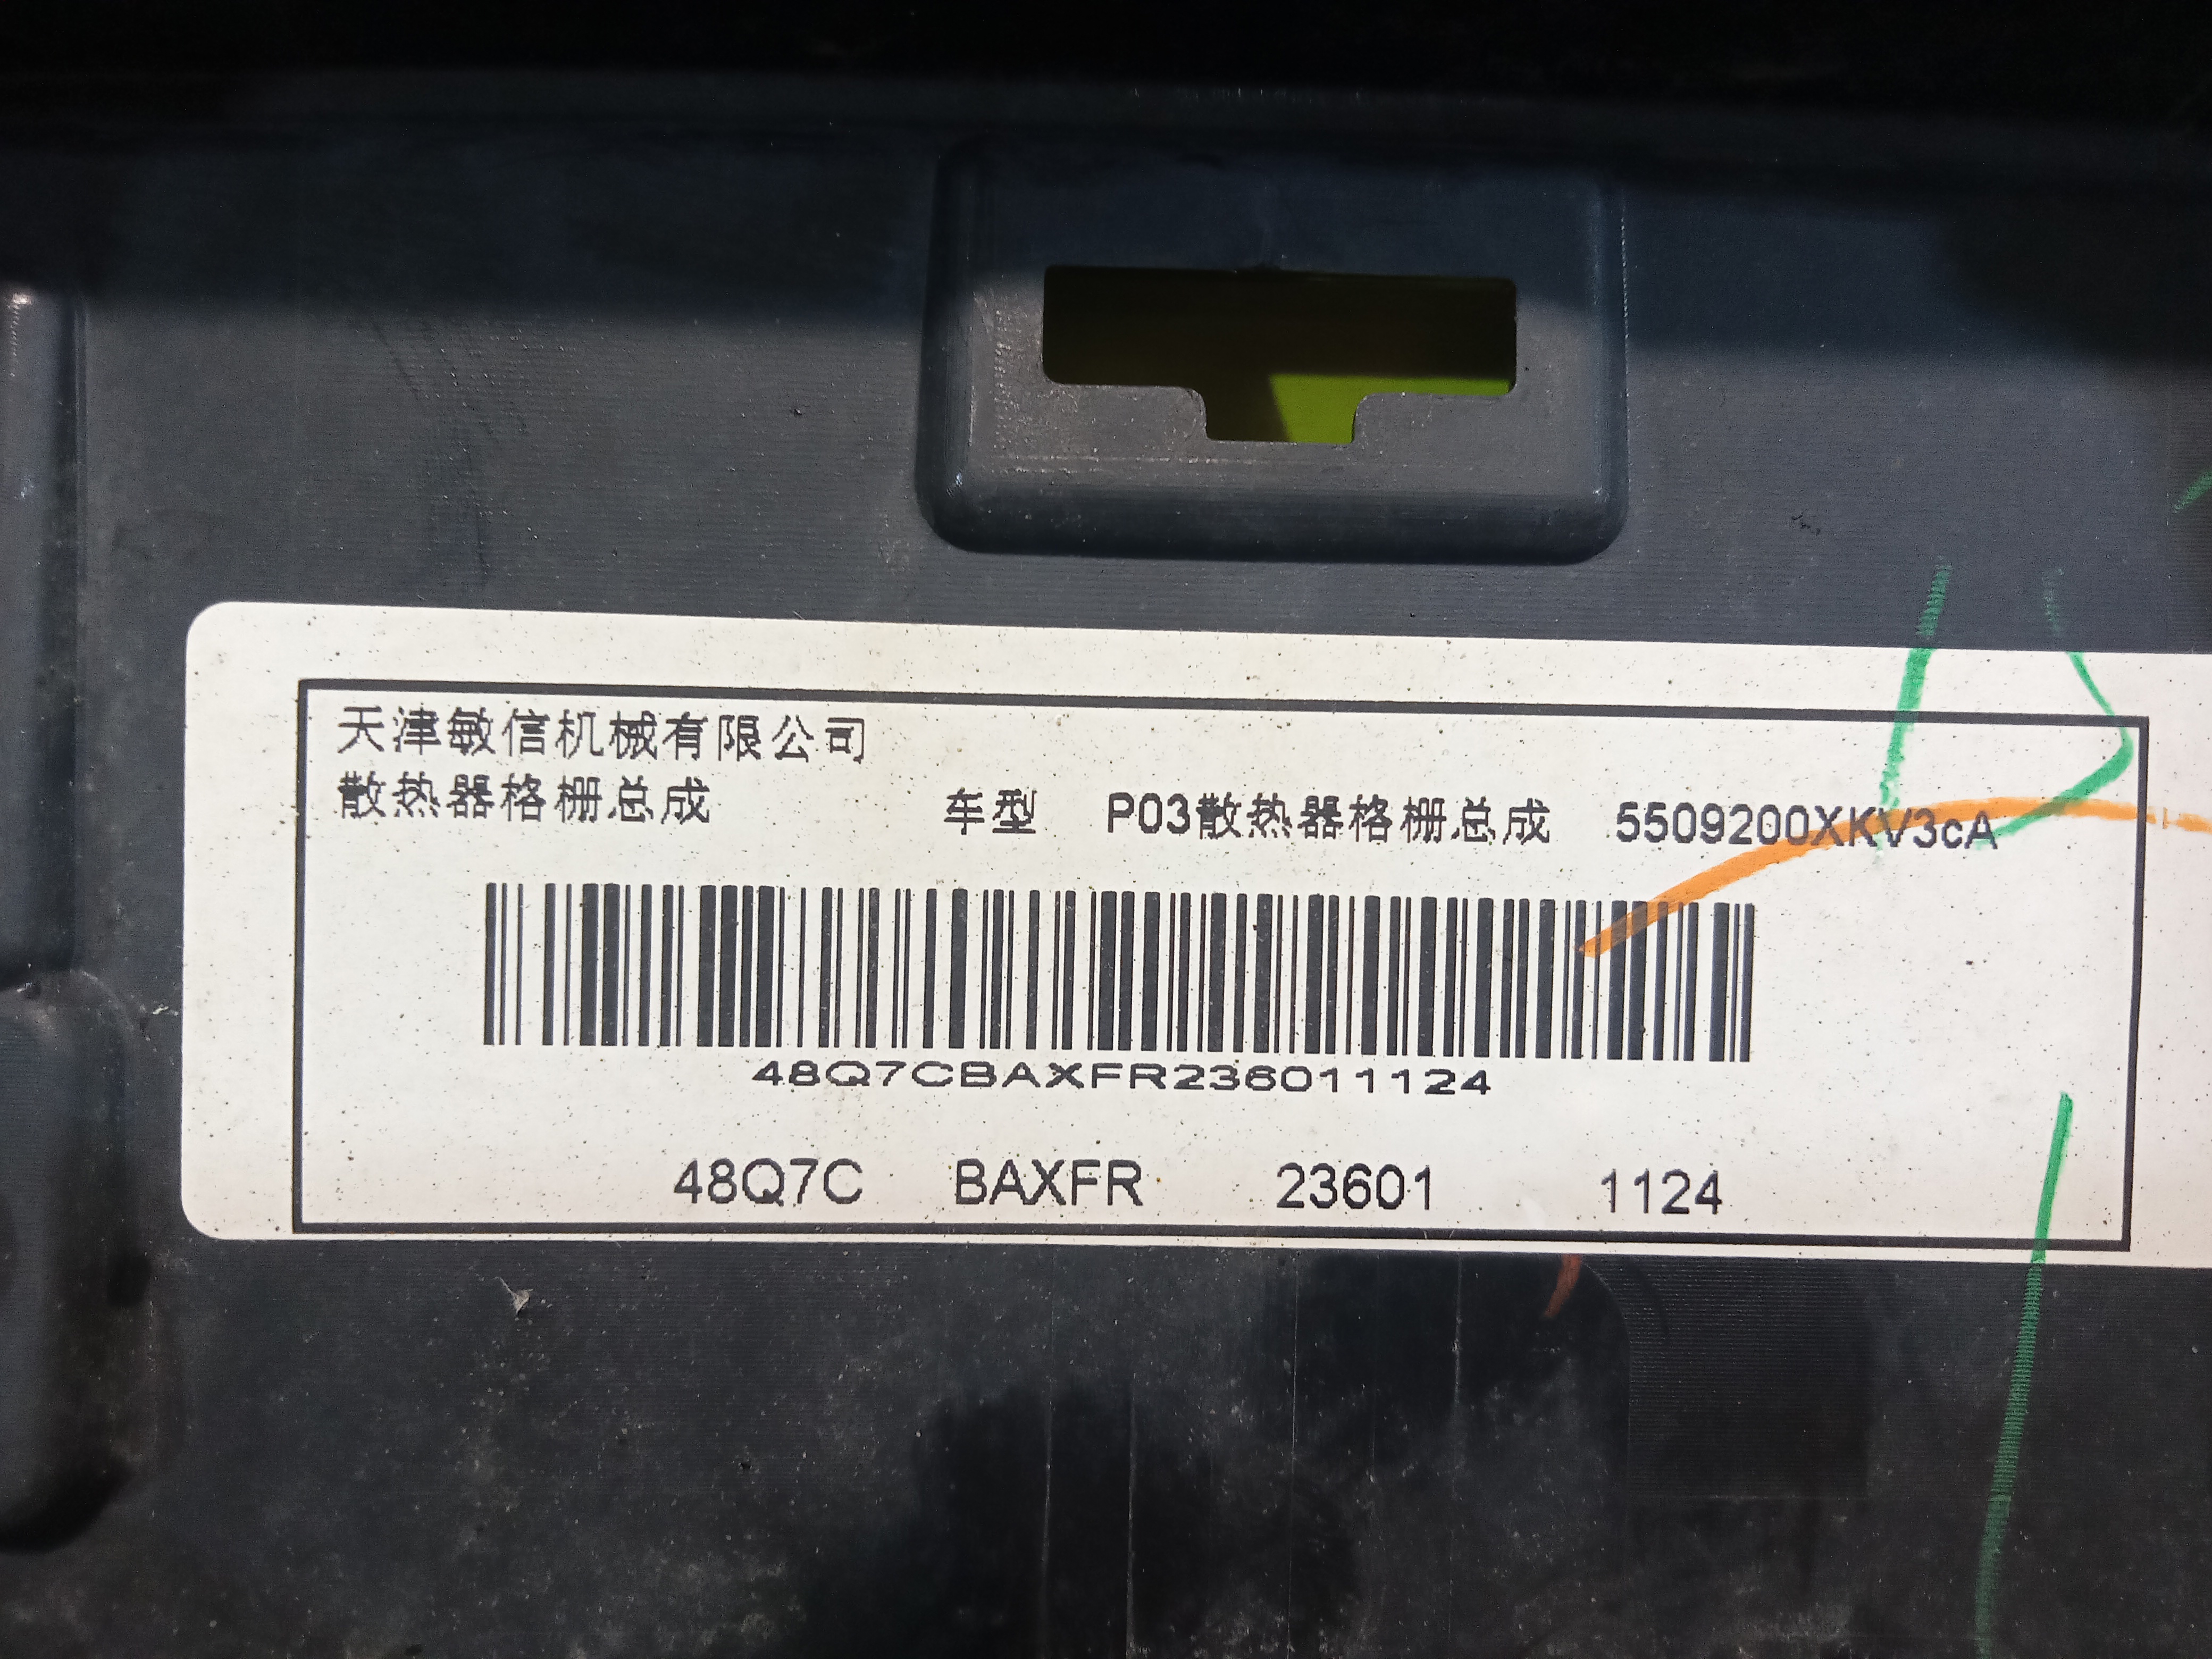 天津敏信机械有限公司
散热器格栅总成 车型 P03散热器格栅总成 5509200XKV3cA
48Q7CBAXFR236011124
48Q7C BAXFR 23601 1124